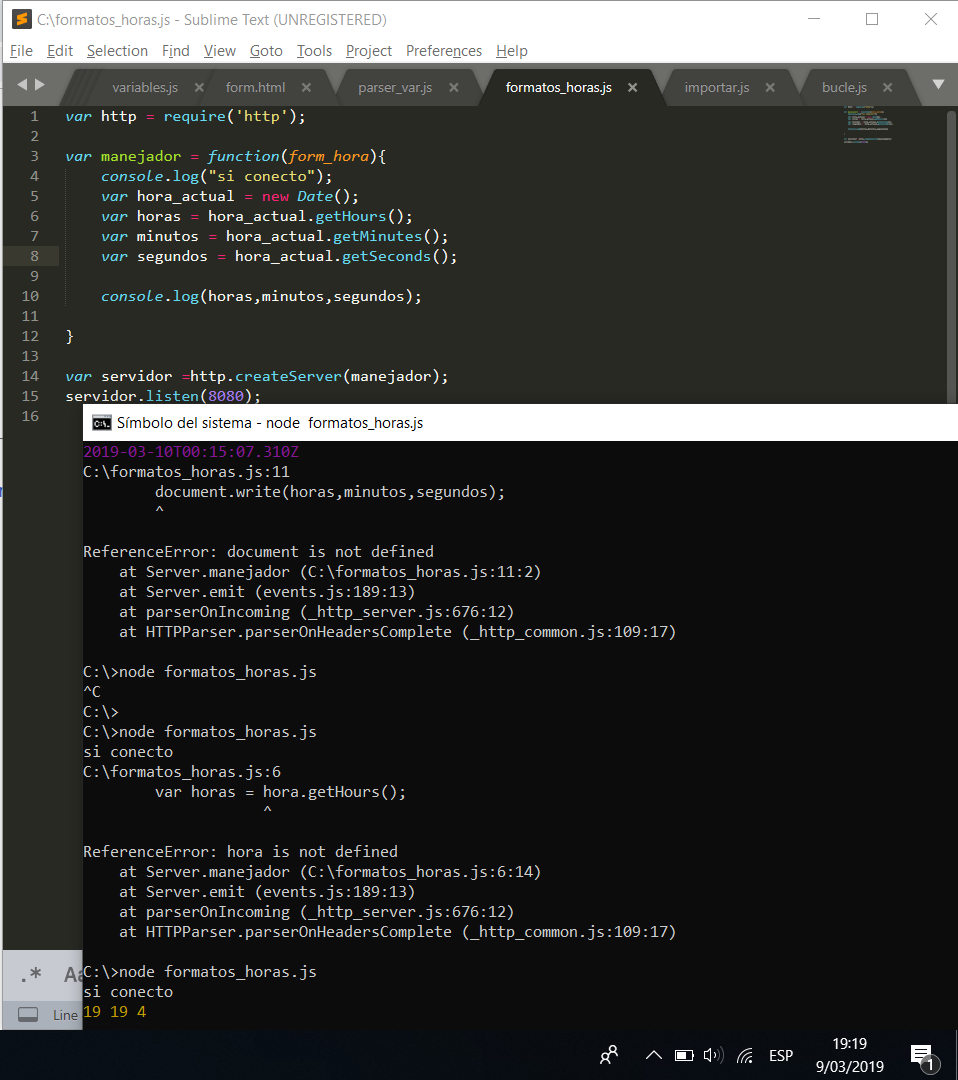 C:\formatos_horas.js - Sublime Text (UNREGISTERED)
File Edit Selection Find View Goto Tools Project Preferences Help
variables.js form.html parser_var.js formatos_horas.js importar.js bucle.js
1 var http = require('http');
2
3 var manejador = function(form_hora){
4 console.log("si conecto");
5 var hora_actual = new Date();
6 var horas = hora_actual.getHours();
7 var minutos = hora_actual.getMinutes();
8 var segundos = hora_actual.getSeconds();
9
10 console.log(horas,minutos,segundos);
11
12 }
13
14 var servidor =http.createServer(manejador);
15 servidor.listen(8080);
16
Símbolo del sistema - node formatos_horas.js
2019-03-10T00:15:07.310Z
C:\formatos_horas.js:11
document.write(horas,minutos,segundos);
^
ReferenceError: document is not defined
at Server.manejador (C:\formatos_horas.js:11:2)
at Server.emit (events.js:189:13)
at parserOnIncoming (_http_server.js:676:12)
at HTTPParser.parserOnHeadersComplete (_http_common.js:109:17)
C:\>node formatos_horas.js
^C
C:\>
C:\>node formatos_horas.js
si conecto
C:\formatos_horas.js:6
var horas = hora.getHours();
^
ReferenceError: hora is not defined
at Server.manejador (C:\formatos_horas.js:6:14)
at Server.emit (events.js:189:13)
at parserOnIncoming (_http_server.js:676:12)
at HTTPParser.parserOnHeadersComplete (_http_common.js:109:17)
.* Aa
C:\>node formatos_horas.js
si conecto
Line
19 19 4
ESP
19:19
9/03/2019
1